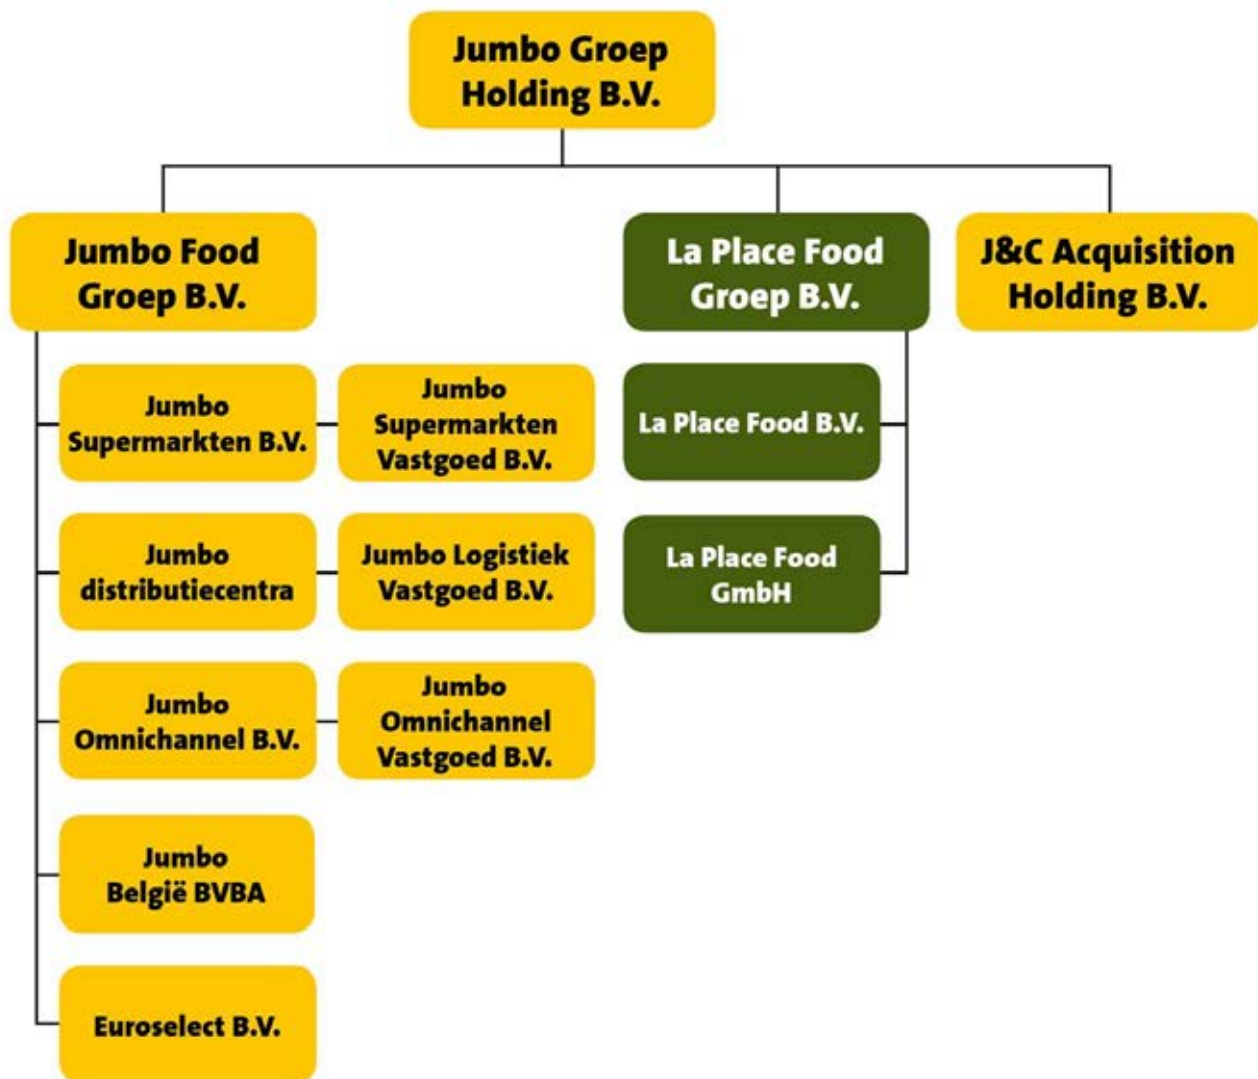 Jumbo Groep
Holding B.V.
Jumbo Food
Groep B.V.
La Place Food
Groep B.V.
J&C Acquisition
Holding B.V.
Jumbo
Supermarkten B.V.
Jumbo
Supermarkten
Vastgoed B.V.
La Place Food B.V.
Jumbo
distributiecentra
Jumbo Logistiek
Vastgoed B.V.
La Place Food
GmbH
Jumbo
Omnichannel B.V.
Jumbo
Omnichannel
Vastgoed B.V.
Jumbo
België BVBA
Euroselect B.V.